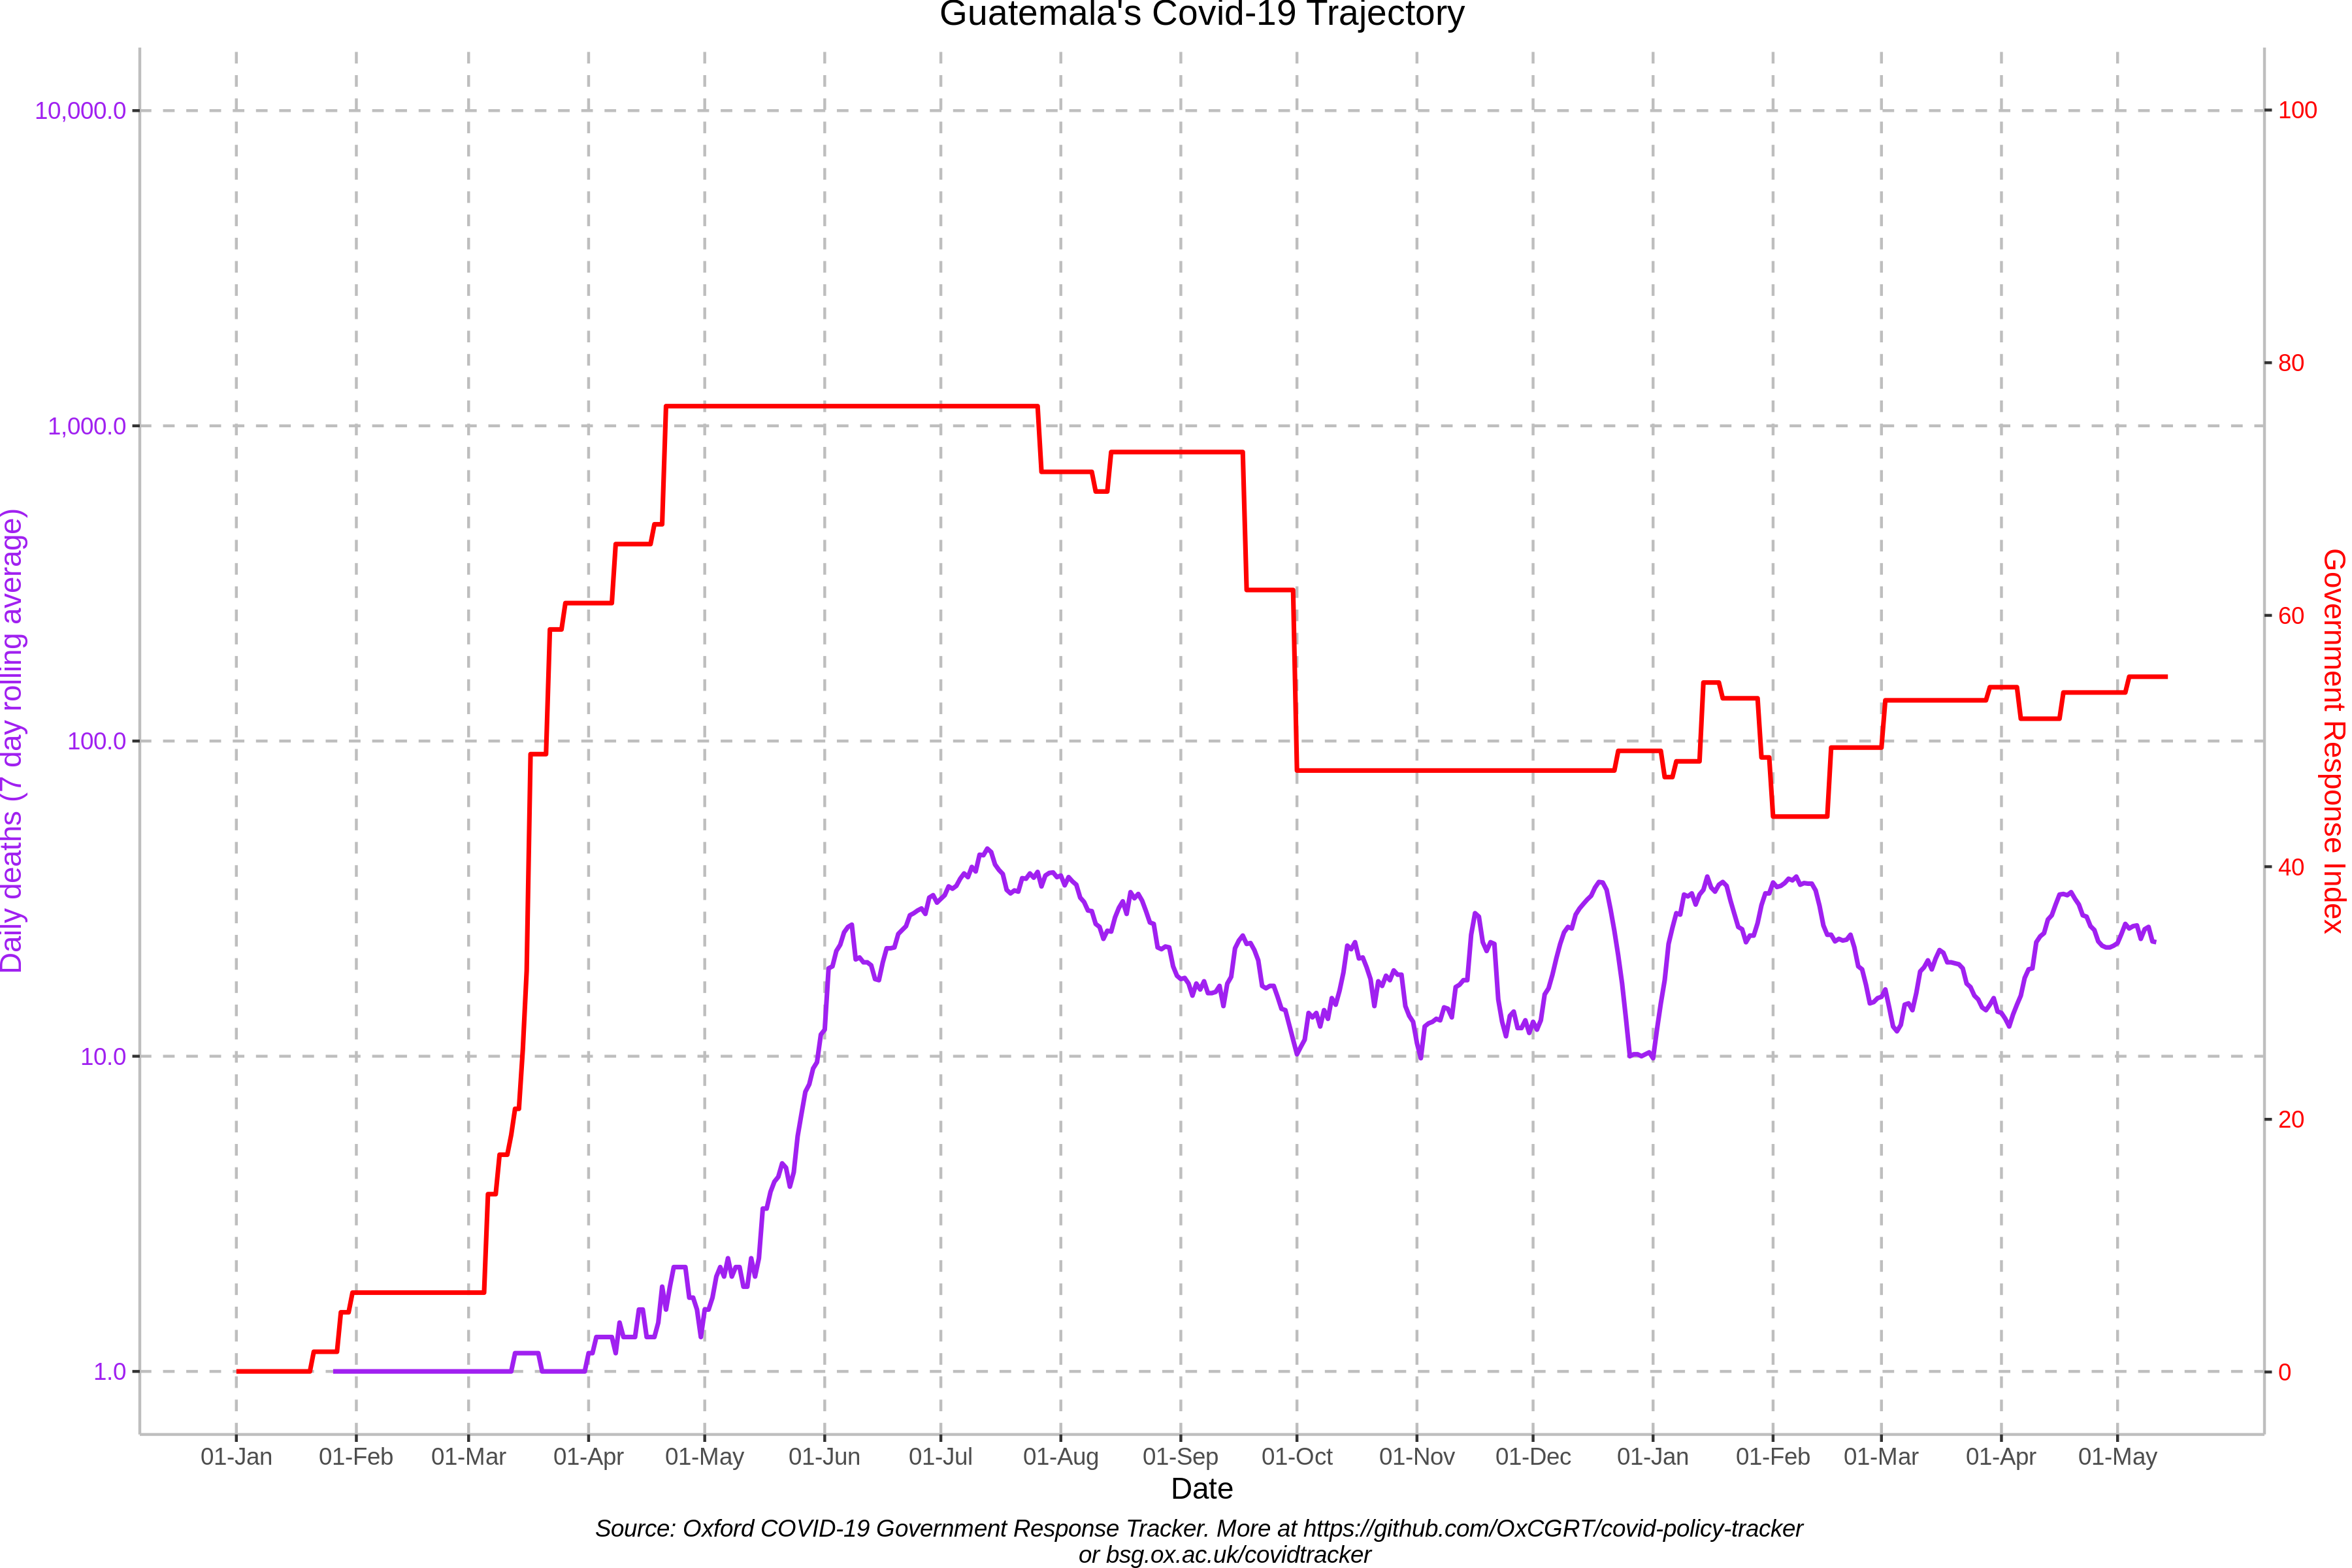 Guatemala's Covid-19 Trajectory
10,000.0
1,000.0
100.0
10.0
1.0
Daily deaths (7 day rolling average)
100
80
60
40
20
0
Government Response Index
01-Jan 01-Feb 01-Mar 01-Apr 01-May 01-Jun 01-Jul 01-Aug 01-Sep 01-Oct 01-Nov 01-Dec 01-Jan 01-Feb 01-Mar 01-Apr 01-May
Date
Source: Oxford COVID-19 Government Response Tracker. More at https://github.com/OxCGRT/covid-policy-tracker
or bsg.ox.ac.uk/covidtracker